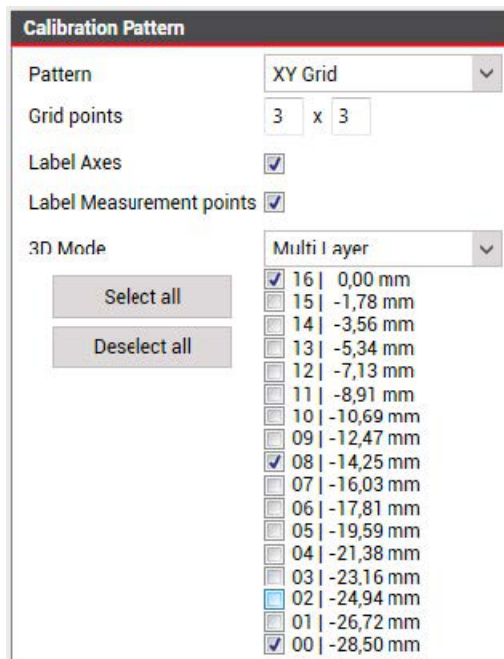 Calibration Pattern
Pattern XY Grid
Grid points 3 x 3
Label Axes
Label Measurement points
3D Mode Multi Layer
Select all
Deselect all
16 | 0,00 mm
15 | -1,78 mm
14 | -3,56 mm
13 | -5,34 mm
12 | -7,13 mm
11 | -8,91 mm
10 | -10,69 mm
09 | -12,47 mm
08 | -14,25 mm
07 | -16,03 mm
06 | -17,81 mm
05 | -19,59 mm
04 | -21,38 mm
03 | -23,16 mm
02 | -24,94 mm
01 | -26,72 mm
00 | -28,50 mm